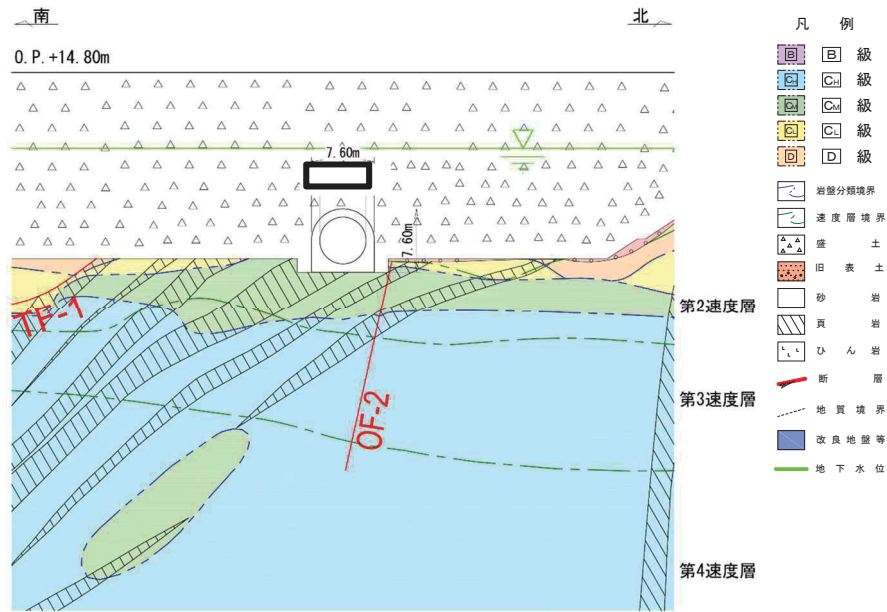 南
北
O.P.+14.80m
7.60m
7.60m
TF-1
OF-2
第2速度層
第3速度層
第4速度層
凡 例
B B 級
CH CH 級
CM CM 級
CL CL 級
D D 級
岩盤分類境界
速度層境界
盛 土
旧 表 土
砂 岩
頁 岩
ひ ん 岩
断 層
地 質 境 界
改 良 地 盤 等
地 下 水 位